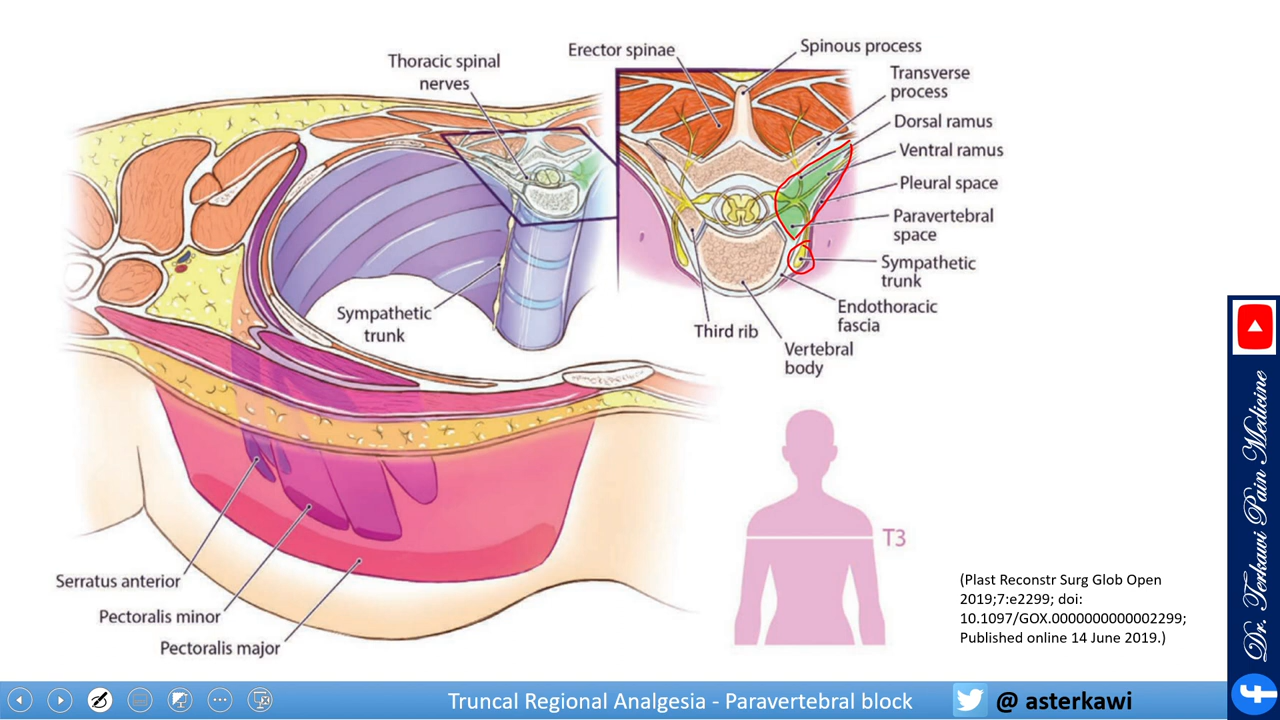 Thoracic spinal
nerves
Erector spinae
Spinous process
Transverse
process
Dorsal ramus
Ventral ramus
Pleural space
Paravertebral
space
Sympathetic
trunk
Endothoracic
fascia
Third rib
Vertebral
body
Sympathetic
trunk
Serratus anterior
Pectoralis minor
Pectoralis major
T3
(Plast Reconstr Surg Glob Open
2019;7:e2299; doi:
10.1097/GOX.0000000000002299;
Published online 14 June 2019.)
Dr. Terkawi Pain Medicine
Truncal Regional Analgesia - Paravertebral block
@ asterkawi